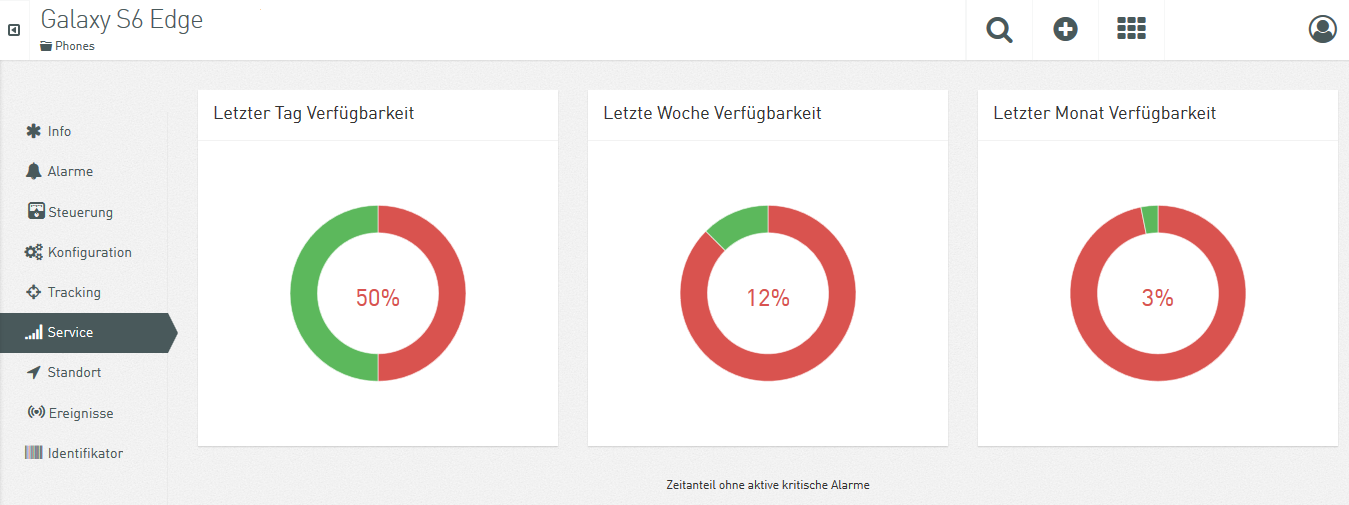 Galaxy S6 Edge
Phones
Info
Alarme
Steuerung
Konfiguration
Tracking
Service
Standort
Ereignisse
Identifikator
Letzter Tag Verfügbarkeit
50%
Letzte Woche Verfügbarkeit
12%
Letzter Monat Verfügbarkeit
3%
Zeitanteil ohne aktive kritische Alarme